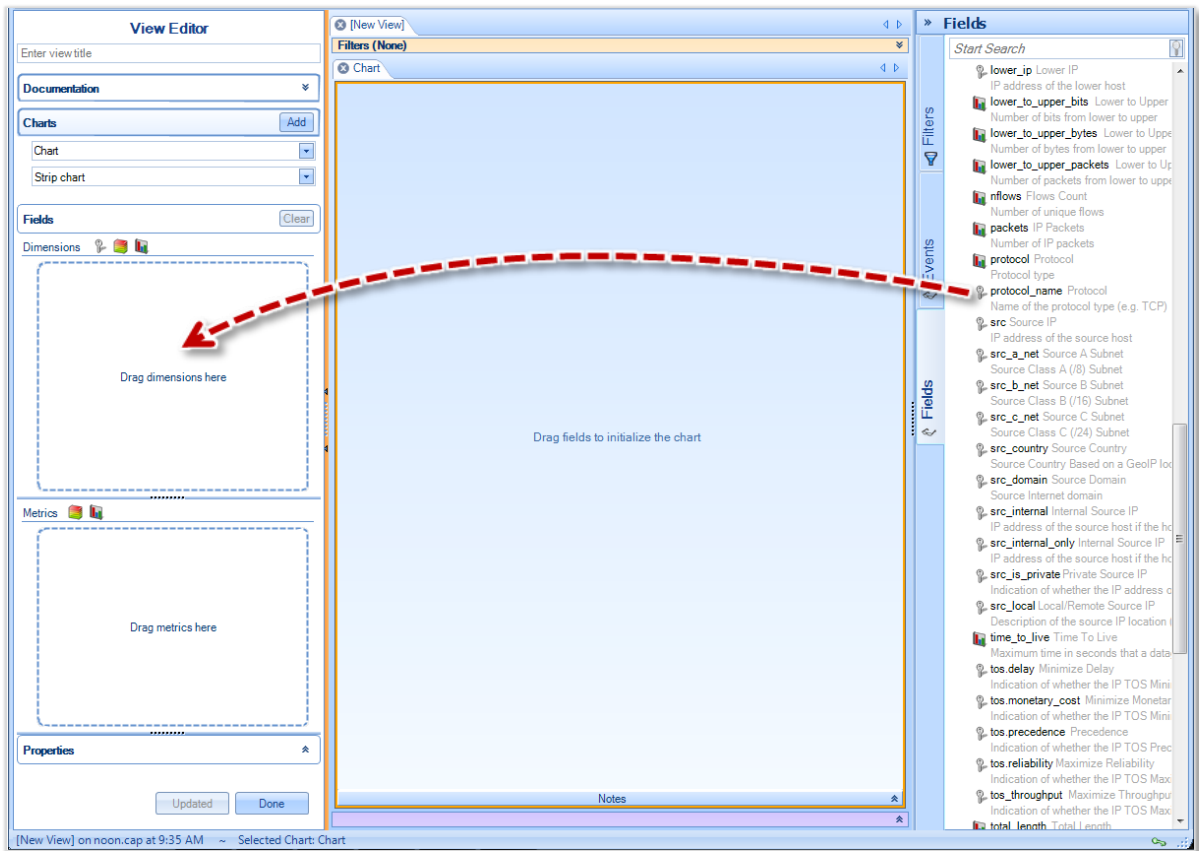 View Editor
Enter view title
Documentation
Charts
Add
Chart
Strip chart
Fields
Clear
Dimensions
Drag dimensions here
Metrics
Drag metrics here
Properties
Updated
Done
[New View]
Filters (None)
Chart
Drag fields to initialize the chart
Notes
Filters
Events
Fields
Fields
Start Search
lower_ip Lower IP
IP address of the lower host
lower_to_upper_bits Lower to Upper
Number of bits from lower to upper
lower_to_upper_bytes Lower to Uppe
Number of bytes from lower to upper
lower_to_upper_packets Lower to Up
Number of packets from lower to uppe
nflows Flows Count
Number of unique flows
packets IP Packets
Number of IP packets
protocol Protocol
Protocol type
protocol_name Protocol
Name of the protocol type (e.g. TCP)
src Source IP
IP address of the source host
src_a_net Source A Subnet
Source Class A (/8) Subnet
src_b_net Source B Subnet
Source Class B (/16) Subnet
src_c_net Source C Subnet
Source Class C (/24) Subnet
src_country Source Country
Source Country Based on a GeoIP loc
src_domain Source Domain
Source Internet domain
src_internal Internal Source IP
IP address of the source host if the hc
src_internal_only Internal Source IP
IP address of the source host if the hc
src_is_private Private Source IP
Indication of whether the IP address c
src_local Local/Remote Source IP
Description of the source IP location (
time_to_live Time To Live
Maximum time in seconds that a data
tos.delay Minimize Delay
Indication of whether the IP TOS Mini
tos.monetary_cost Minimize Monetar
Indication of whether the IP TOS Mini
tos.precedence Precedence
Indication of whether the IP TOS Prec
tos.reliability Maximize Reliability
Indication of whether the IP TOS Max
tos_throughput Maximize Throughpu
Indication of whether the IP TOS Max
total_length Total Length
[New View] on noon.cap at 9:35 AM ~ Selected Chart: Chart